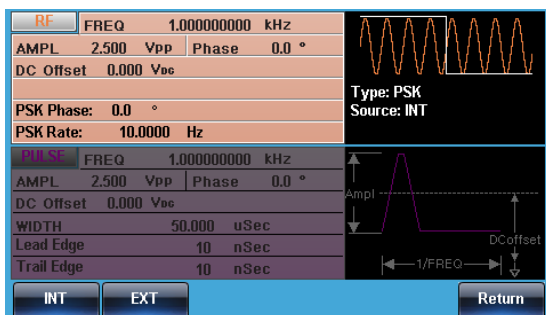 RF FREQ 1.000000000 kHz
AMPL 2.500 Vpp Phase 0.0 °
DC Offset 0.000 VDC
PSK Phase: 0.0 °
PSK Rate: 10.0000 Hz
Type: PSK
Source: INT
PULSE FREQ 1.000000000 kHz
AMPL 2.500 Vpp Phase 0.0 °
DC Offset 0.000 VDC
WIDTH 50.000 uSec
Lead Edge 10 nSec
Trail Edge 10 nSec
Ampl
DCoffset
1/FREQ
INT EXT Return